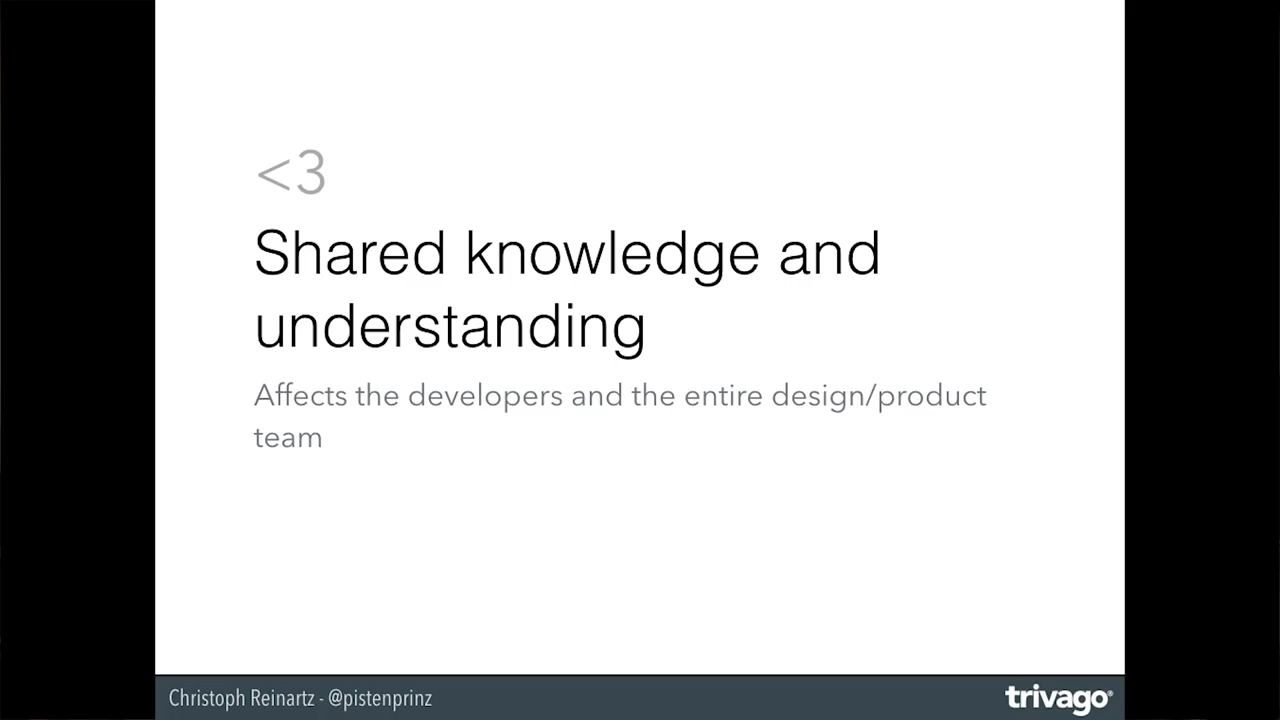 <3
Shared knowledge and
understanding
Affects the developers and the entire design/product
team
Christoph Reinartz - @pistenprinz
trivago®